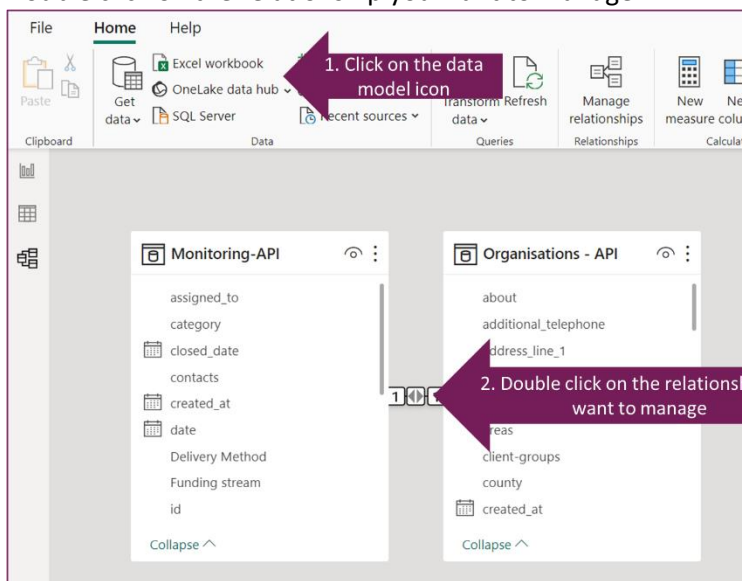 File Home Help
Excel workbook
1. Click on the data
model icon
OneLake data hub
SQL Server
Recent sources
Paste
Get
data
Transform
data
Refresh
Manage
relationships
New
measure
Clipboard
Data
Queries
Relationships
Monitoring-API
assigned_to
category
closed_date
contacts
created_at
date
Delivery Method
Funding stream
id
Collapse
1
Organisations - API
about
additional_telephone
address_line_1
2. Double click on the
want to manage
client-groups
county
created_at
Collapse